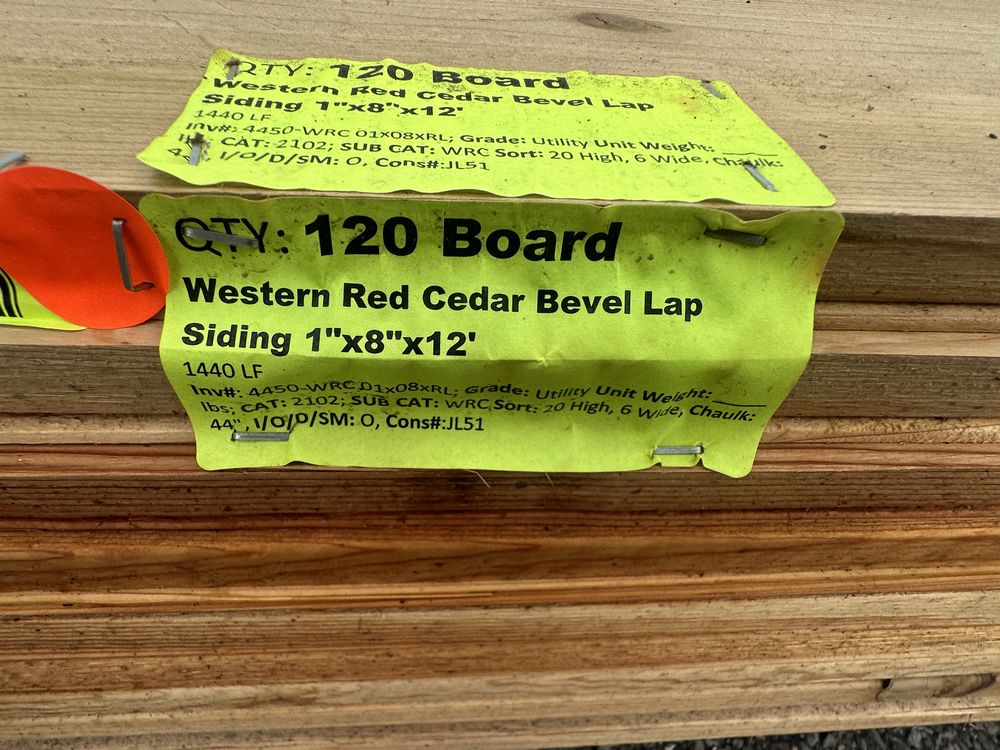 QTY: 120 Board
Western Red Cedar Bevel Lap
Siding 1"x8"x12'
1440 LF
Inv#: 4450-WRC 01x08xRL; Grade: Utility Unit Weight: ____
lbs; CAT: 2102; SUB CAT: WRC Sort: 20 High, 6 Wide, Chaulk:
44", I/O/D/SM: O, Cons#:JL51
QTY: 120 Board
Western Red Cedar Bevel Lap
Siding 1"x8"x12'
1440 LF
Inv#: 4450-WRC 01x08xRL; Grade: Utility Unit Weight: ____
lbs; CAT: 2102; SUB CAT: WRC Sort: 20 High, 6 Wide, Chaulk:
44", I/O/D/SM: O, Cons#:JL51